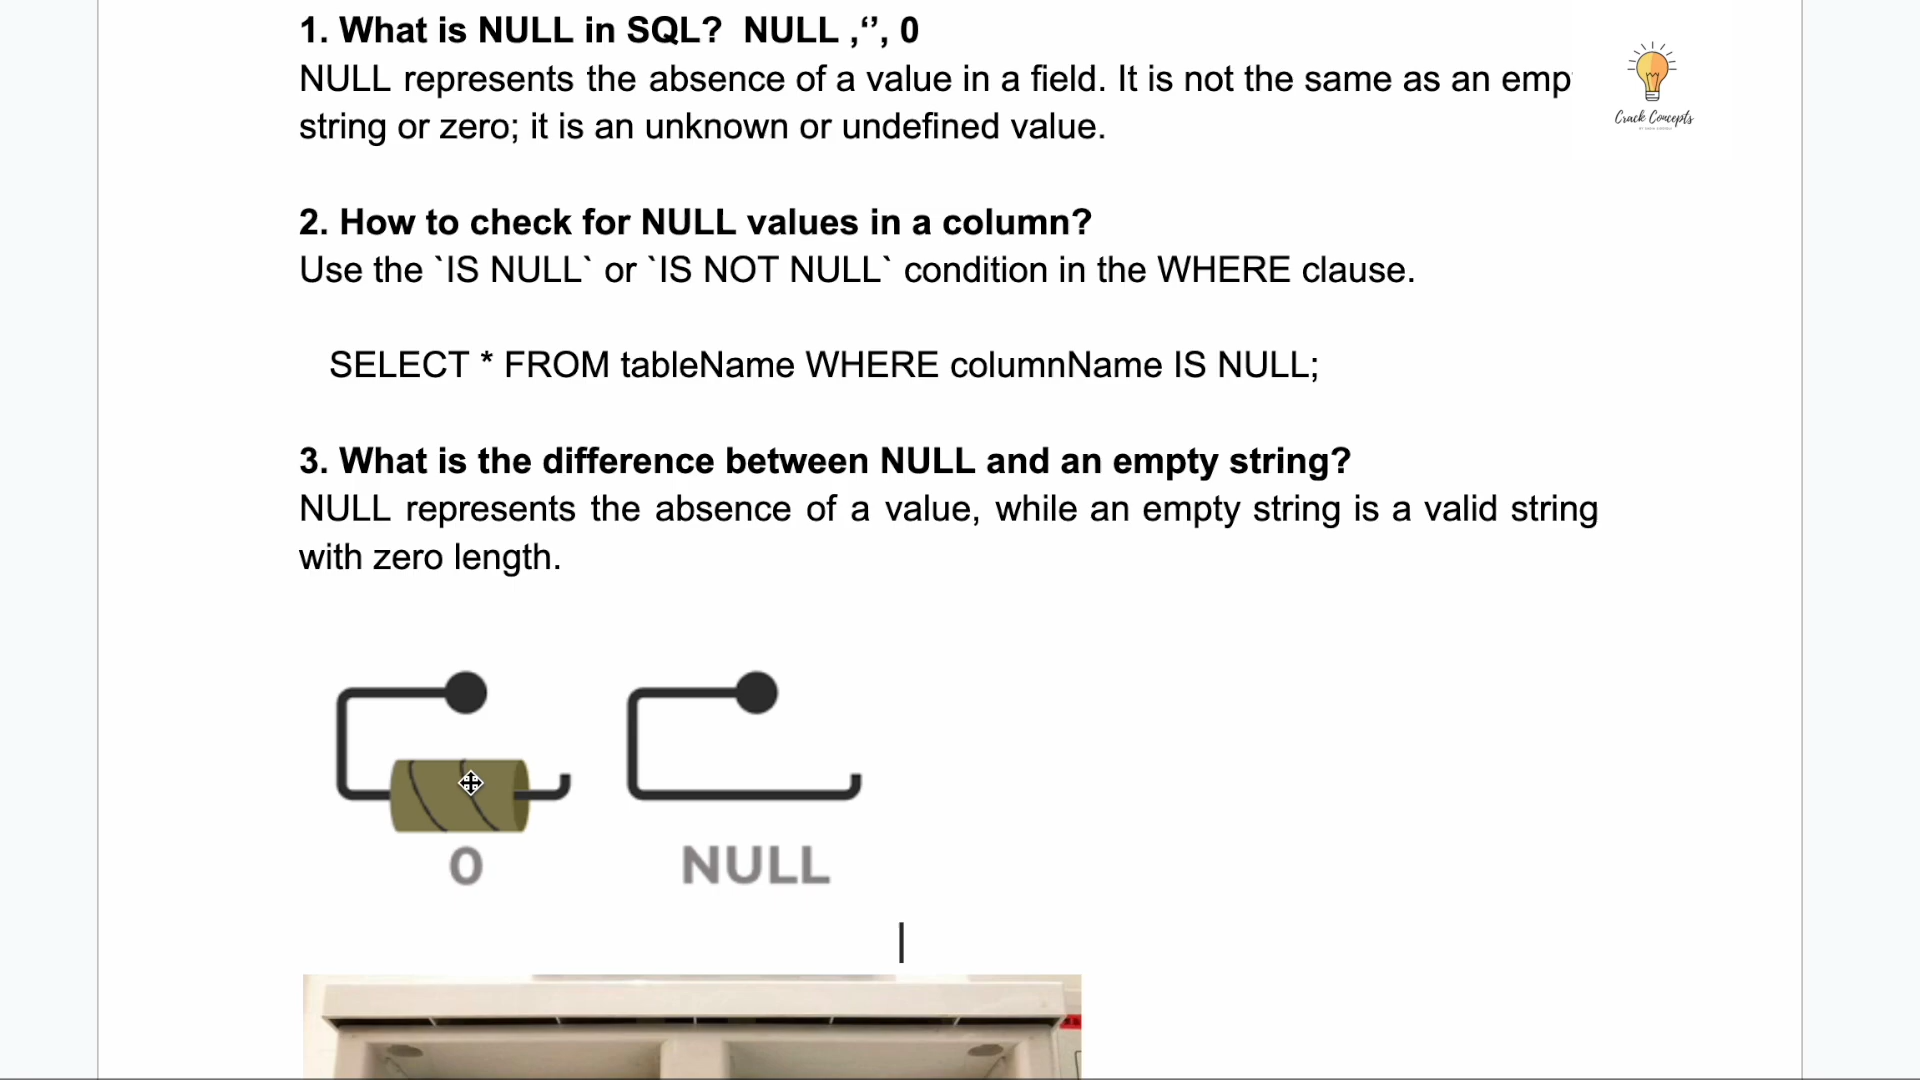 1. What is NULL in SQL?  NULL ,‘’, 0
NULL represents the absence of a value in a field. It is not the same as an emp
string or zero; it is an unknown or undefined value.
Crack Concepts
2. How to check for NULL values in a column?
Use the `IS NULL` or `IS NOT NULL` condition in the WHERE clause.
SELECT * FROM tableName WHERE columnName IS NULL;
3. What is the difference between NULL and an empty string?
NULL represents the absence of a value, while an empty string is a valid string
with zero length.
0 NULL